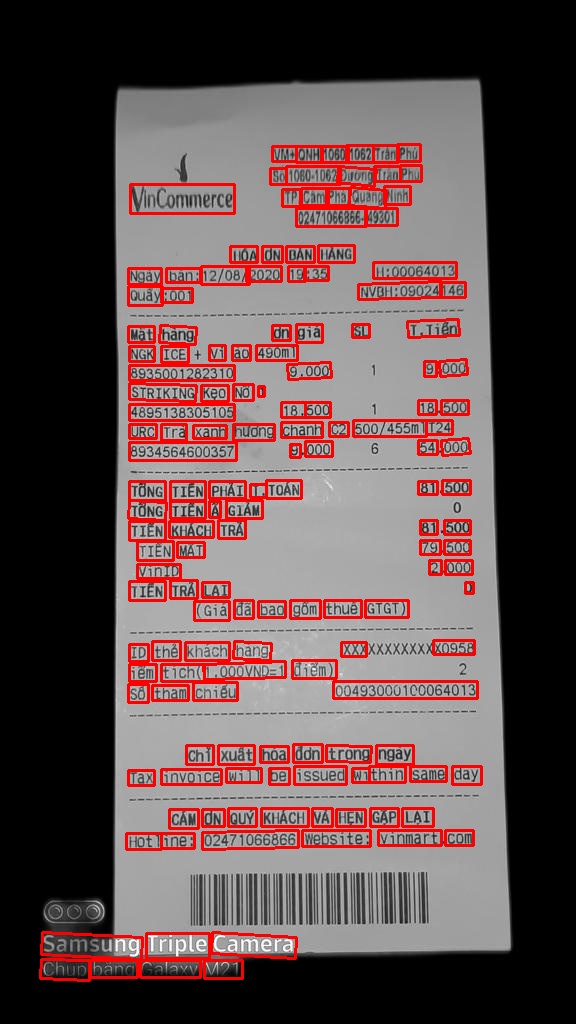 VinCommerce
VM+ QNH 1060-1062 Trần Phú
Số 1060-1062 Đường Trần Phú
TP. Cẩm Phả, Quảng Ninh
02471066866-49301
HÓA ĐƠN BÁN HÀNG
Ngày bán:12/08/2020 19:35 H:00064013
Quầy:001 NVBH:09024146
Mặt hàng Đơn giá SL T.Tiền
NGK ICE + Vị đào 490ml
8935001282310 9.000 1 9.000
STRIKING Kẹo Nổ
4895138305105 18.500 1 18.500
URC Trà xanh hương chanh C2 500/455ml T24
8934564600357 9.000 6 54.000
TỔNG TIỀN PHẢI T.TOÁN 81.500
TỔNG TIỀN ĐÃ GIẢM 0
TIỀN KHÁCH TRẢ 81.500
TIỀN MẶT 79.500
VinID 2.000
TIỀN TRẢ LẠI 0
(Giá đã bao gồm thuế GTGT)
ID thẻ khách hàng XXXXXXXXXXXX0958
Điểm tích(1.000VND=1 điểm) 2
Số tham chiếu 00493000100064013
Chỉ xuất hóa đơn trong ngày
Tax invoice will be issued within same day
CẢM ƠN QUÝ KHÁCH VÀ HẸN GẶP LẠI
Hotline: 02471066866 Website: vinmart.com
Samsung Triple Camera
Chụp bằng Galaxy M21